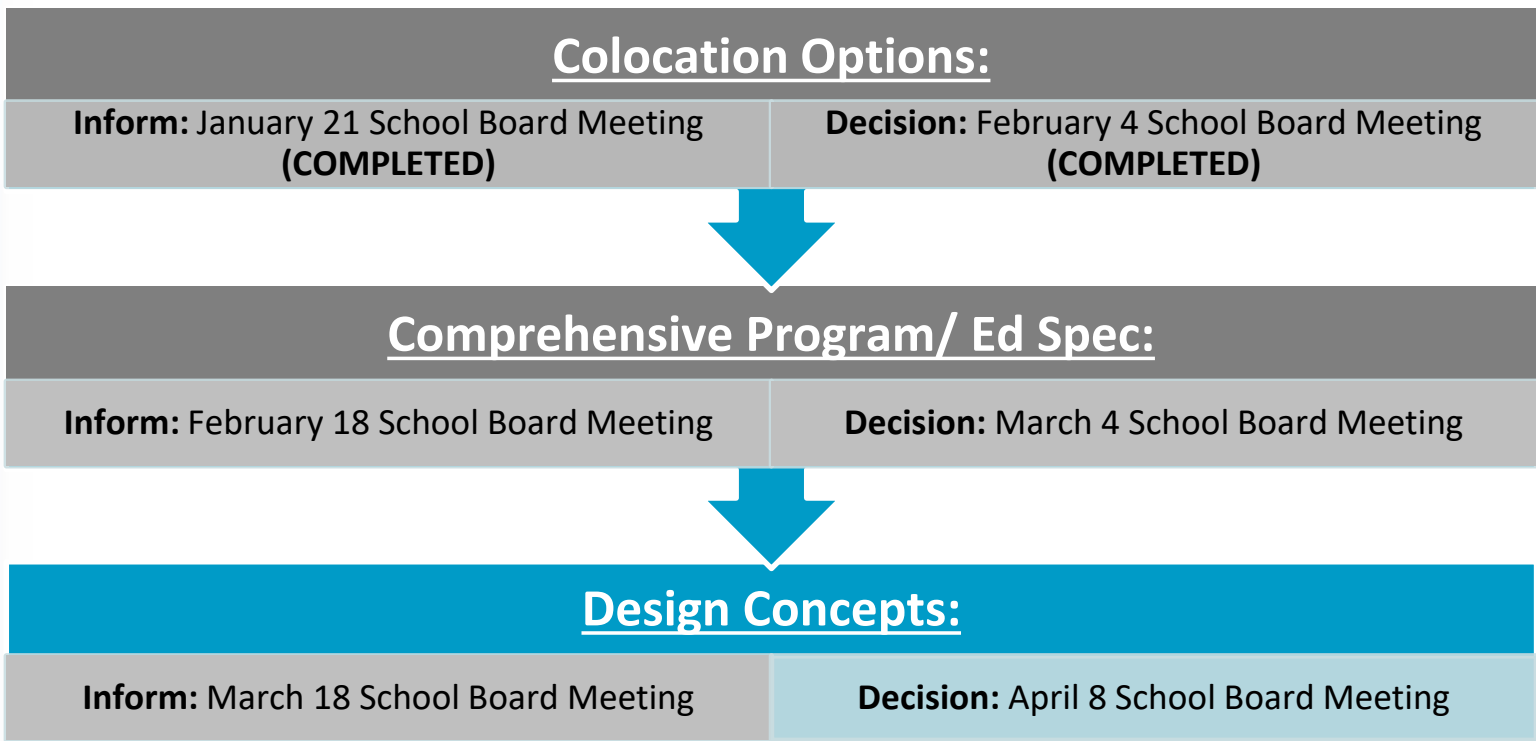 Colocation Options:
Inform: January 21 School Board Meeting
(COMPLETED)
Decision: February 4 School Board Meeting
(COMPLETED)
Comprehensive Program/ Ed Spec:
Inform: February 18 School Board Meeting
Decision: March 4 School Board Meeting
Design Concepts:
Inform: March 18 School Board Meeting
Decision: April 8 School Board Meeting